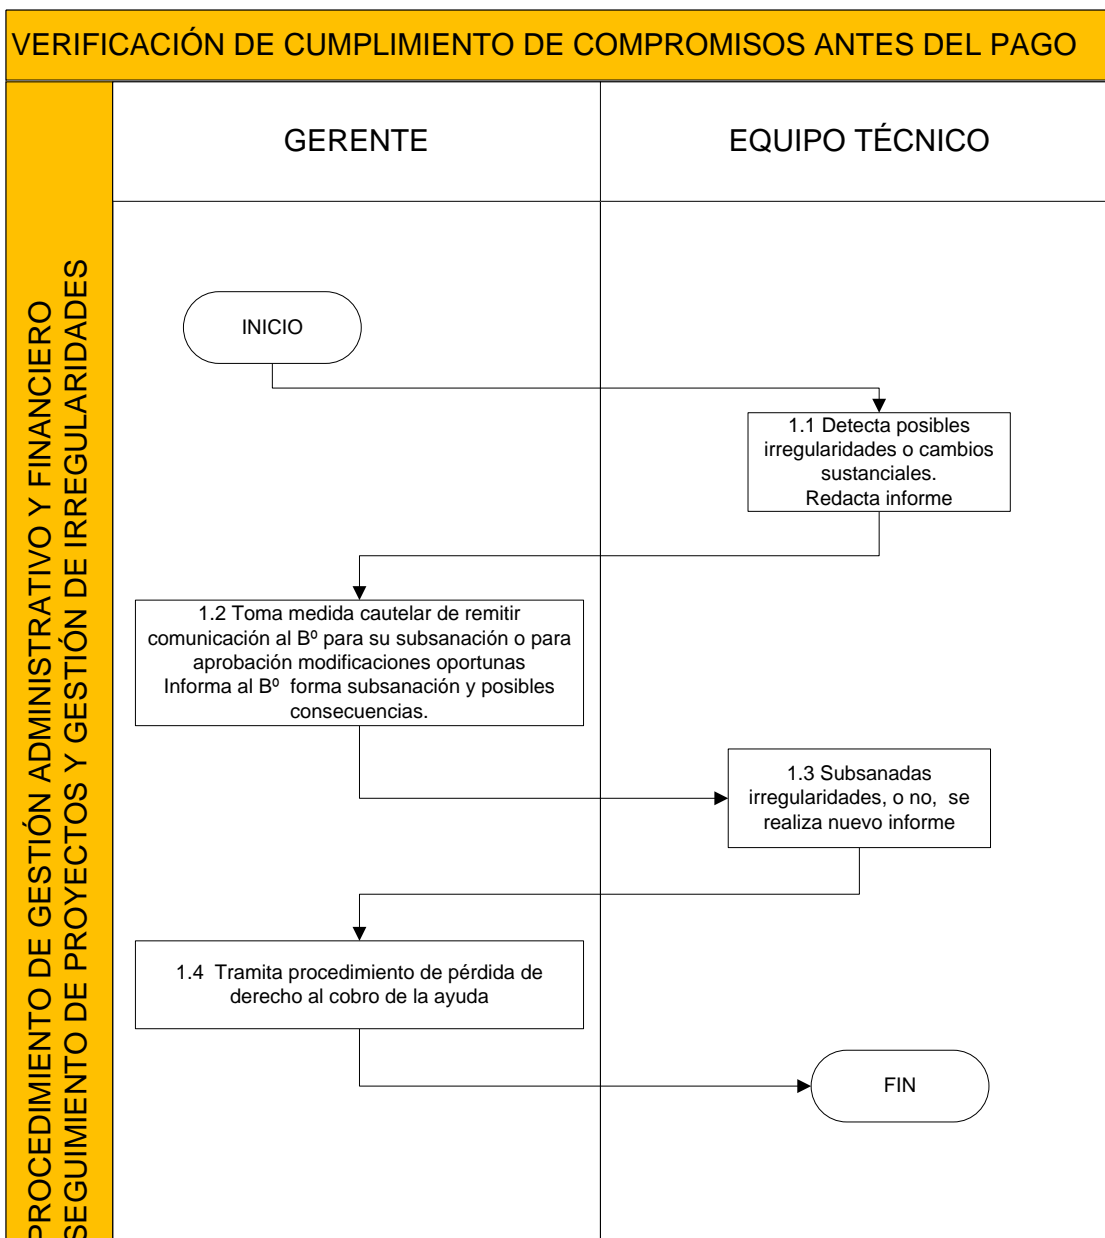 VERIFICACIÓN DE CUMPLIMIENTO DE COMPROMISOS ANTES DEL PAGO
PROCEDIMIENTO DE GESTIÓN ADMINISTRATIVO Y FINANCIERO
SEGUIMIENTO DE PROYECTOS Y GESTIÓN DE IRREGULARIDADES
GERENTE
EQUIPO TÉCNICO
INICIO
1.1 Detecta posibles
irregularidades o cambios
sustanciales.
Redacta informe
1.2 Toma medida cautelar de remitir
comunicación al Bº para su subsanación o para
aprobación modificaciones oportunas
Informa al Bº forma subsanación y posibles
consecuencias.
1.3 Subsanadas
irregularidades, o no, se
realiza nuevo informe
1.4 Tramita procedimiento de pérdida de
derecho al cobro de la ayuda
FIN